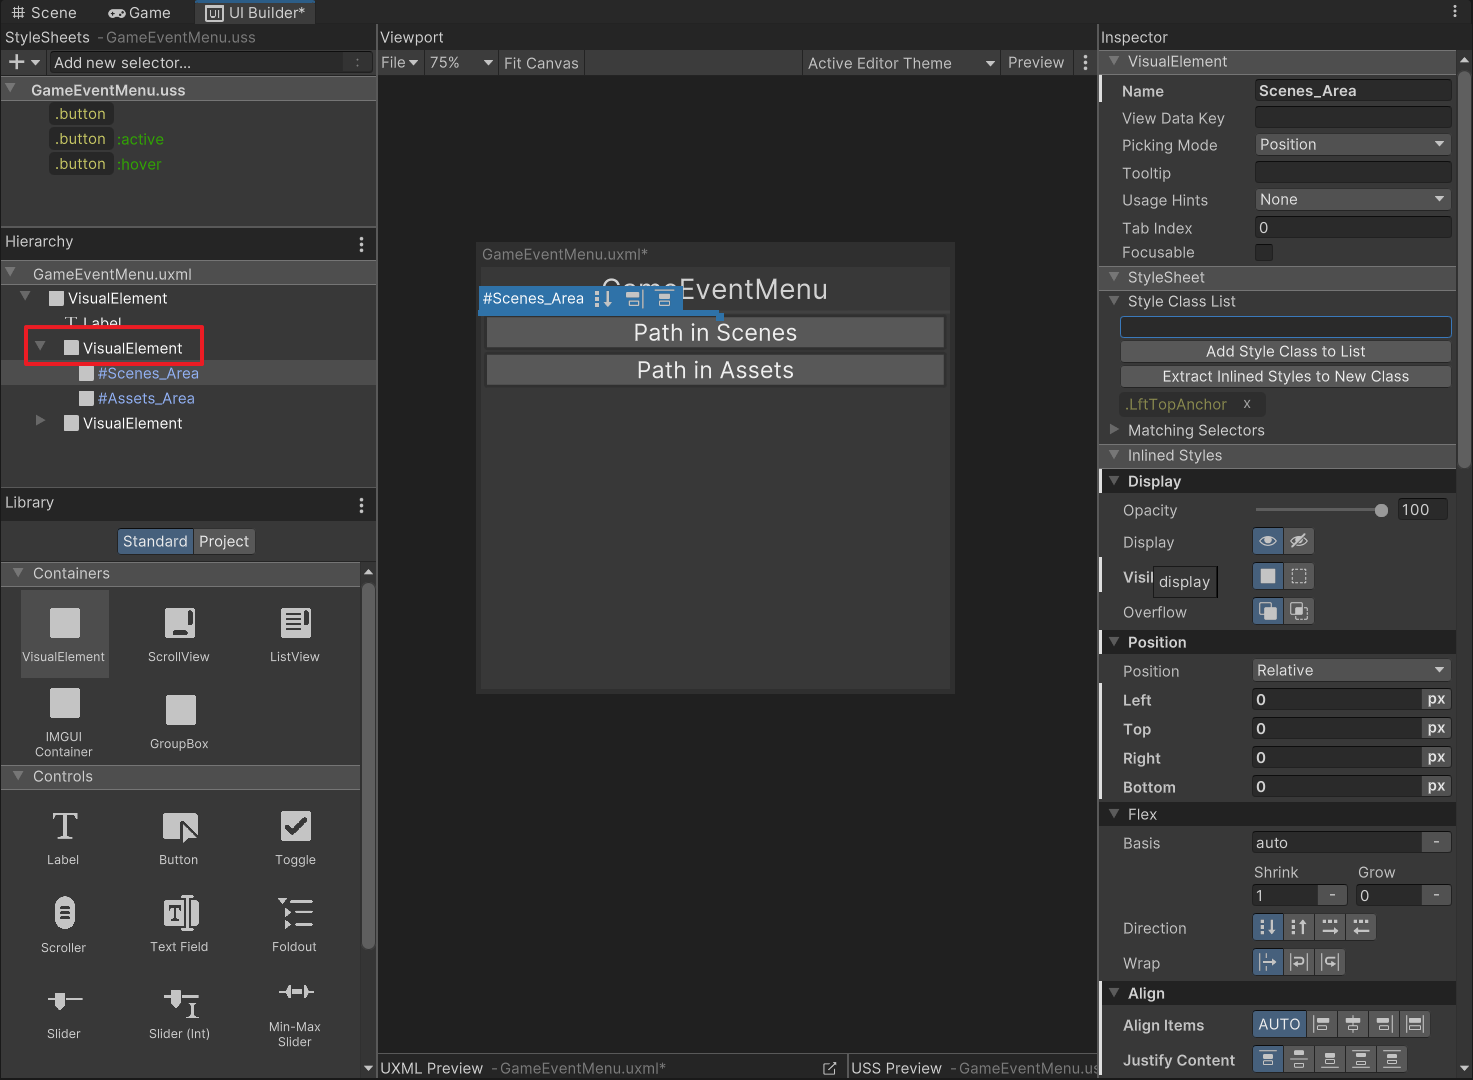 Scene Game UI Builder*
StyleSheets - GameEventMenu.uss
Add new selector...
GameEventMenu.uss
.button
.button :active
.button :hover
Hierarchy
GameEventMenu.uxml
VisualElement
Label
VisualElement
#Scenes_Area
#Assets_Area
VisualElement
Library
Standard Project
Containers
VisualElement ScrollView ListView
IMGUI
Container
GroupBox
Controls
Label Button Toggle
Scroller Text Field Foldout
Slider Slider (Int) Min-Max
Slider
Viewport
File 75% Fit Canvas Active Editor Theme Preview
GameEventMenu.uxml*
GameEventMenu
#Scenes_Area
Path in Scenes
Path in Assets
UXML Preview - GameEventMenu.uxml* USS Preview - GameEventMenu.us
Inspector
VisualElement
Name Scenes_Area
View Data Key
Picking Mode Position
Tooltip
Usage Hints None
Tab Index 0
Focusable
StyleSheet
Style Class List
Add Style Class to List
Extract Inlined Styles to New Class
.LftTopAnchor x
Matching Selectors
Inlined Styles
Display
Opacity 100
Display
Visi
display
Overflow
Position
Position Relative
Left 0 px
Top 0 px
Right 0 px
Bottom 0 px
Flex
Basis auto -
Shrink Grow
1 - 0 -
Direction
Wrap
Align
Align Items AUTO
Justify Content